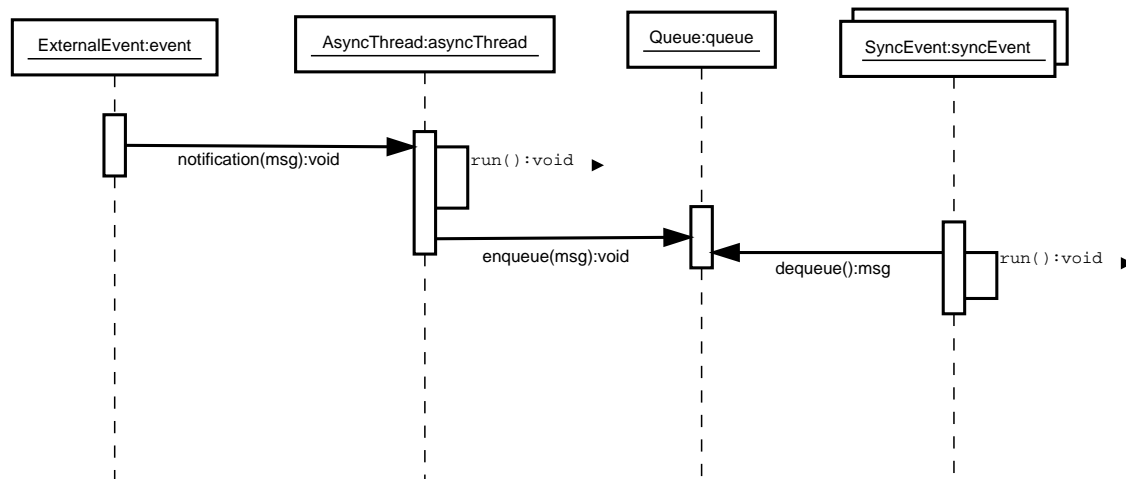 ExternalEvent:event
AsyncThread:asyncThread
Queue:queue
SyncEvent:syncEvent
notification(msg):void
run():void
enqueue(msg):void
dequeue():msg
run():void